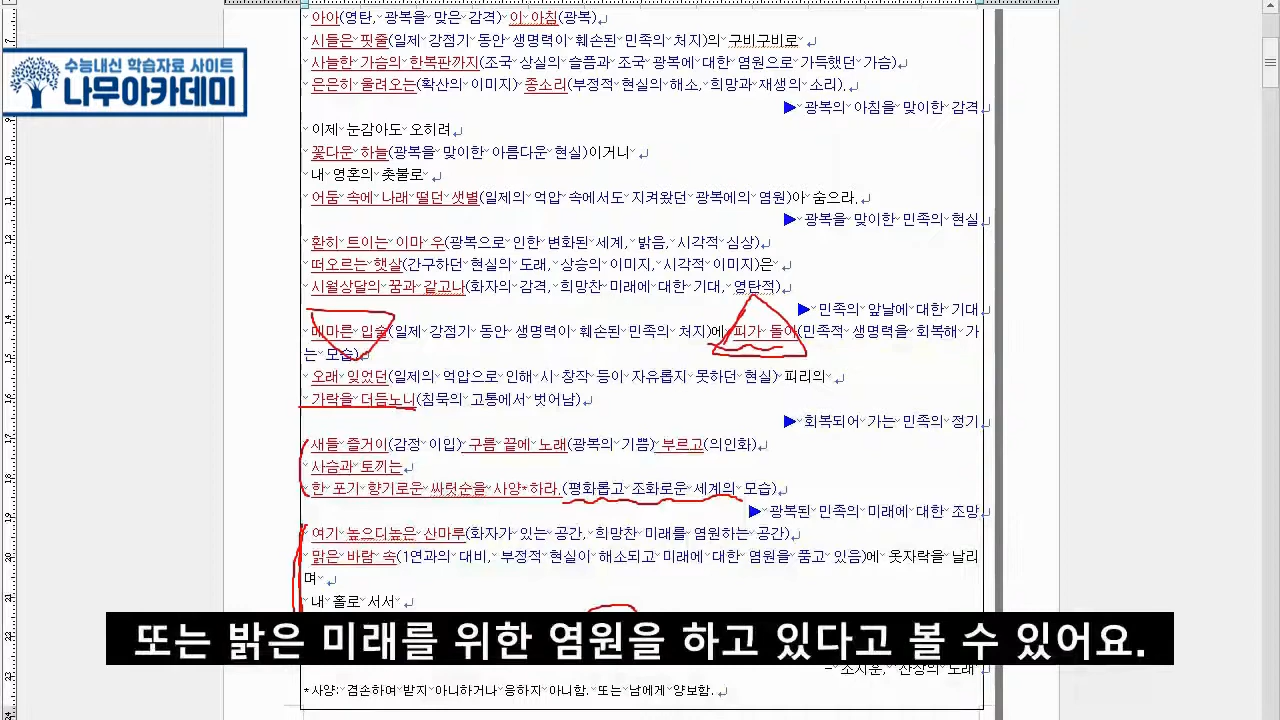 아아(영탄, 광복을 맞은 감격) 이 아침(광복)
시들은 핏줄(일제 강점기 동안 생명력이 훼손된 민족의 처지)의 구비구비로
사늘한 가슴의 한복판까지(조국 상실의 슬픔과 조국 광복에 대한 염원으로 가득했던 가슴)
수능내신 학습자료 사이트
나무아카데미
은은히 울려오는(확산의 이미지) 종소리(부정적 현실의 해소, 희망과 재생의 소리).
▶ 광복의 아침을 맞이한 감격
이제 눈감아도 오히려
꽃다운 하늘(광복을 맞이한 아름다운 현실)이거니
내 영혼의 촛불로
어둠 속에 나래 떨던 샛별(일제의 억압 속에서도 지켜왔던 광복에의 염원)아 숨으라.
▶ 광복을 맞이한 민족의 현실
환히 트이는 이마 우(광복으로 인한 변화된 세계, 밝음, 시각적 심상)
떠오르는 햇살(간구하던 현실의 도래, 상승의 이미지, 시각적 이미지)은
시월상달의 꿈과 같고나(화자의 감격, 희망찬 미래에 대한 기대, 영탄적)
▶ 민족의 앞날에 대한 기대
메마른 입술(일제 강점기 동안 생명력이 훼손된 민족의 처지)에 피가 돌아(민족적 생명력을 회복해 가
는 모습)
오래 잊었던(일제의 억압으로 인해 시 창작 등이 자유롭지 못하던 현실) 피리의
가락을 더듬노니(침묵의 고통에서 벗어남)
▶ 회복되어 가는 민족의 정기
새들 즐거이(감정 이입) 구름 끝에 노래(광복의 기쁨) 부르고(의인화)
사슴과 토끼는
한 포기 향기로운 싸릿순을 사양*하라.(평화롭고 조화로운 세계의 모습)
▶ 광복된 민족의 미래에 대한 조망
여기 높으디높은 산마루(화자가 있는 공간, 희망찬 미래를 염원하는 공간)
맑은 바람 속(1연과의 대비, 부정적 현실이 해소되고 미래에 대한 염원을 품고 있음)에 옷자락을 날리
며
내 홀로 서서
또는 밝은 미래를 위한 염원을 하고 있다고 볼 수 있어요.
- 조지훈, 「산상의 노래」
*사양: 겸손하여 받지 아니하거나 응하지 아니함. 또는 남에게 양보함.